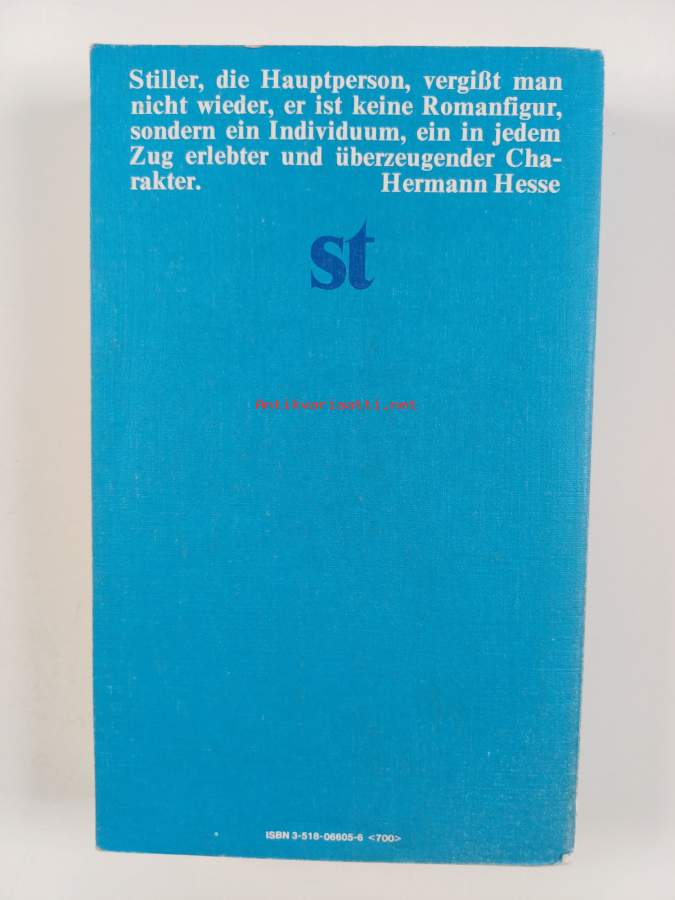 Stiller, die Hauptperson, vergißt man
nicht wieder, er ist keine Romanfigur,
sondern ein Individuum, ein in jedem
Zug erlebter und überzeugender Cha-
rakter. Hermann Hesse
st
Antikvariaatti.net
ISBN 3-518-06605-6 <700>